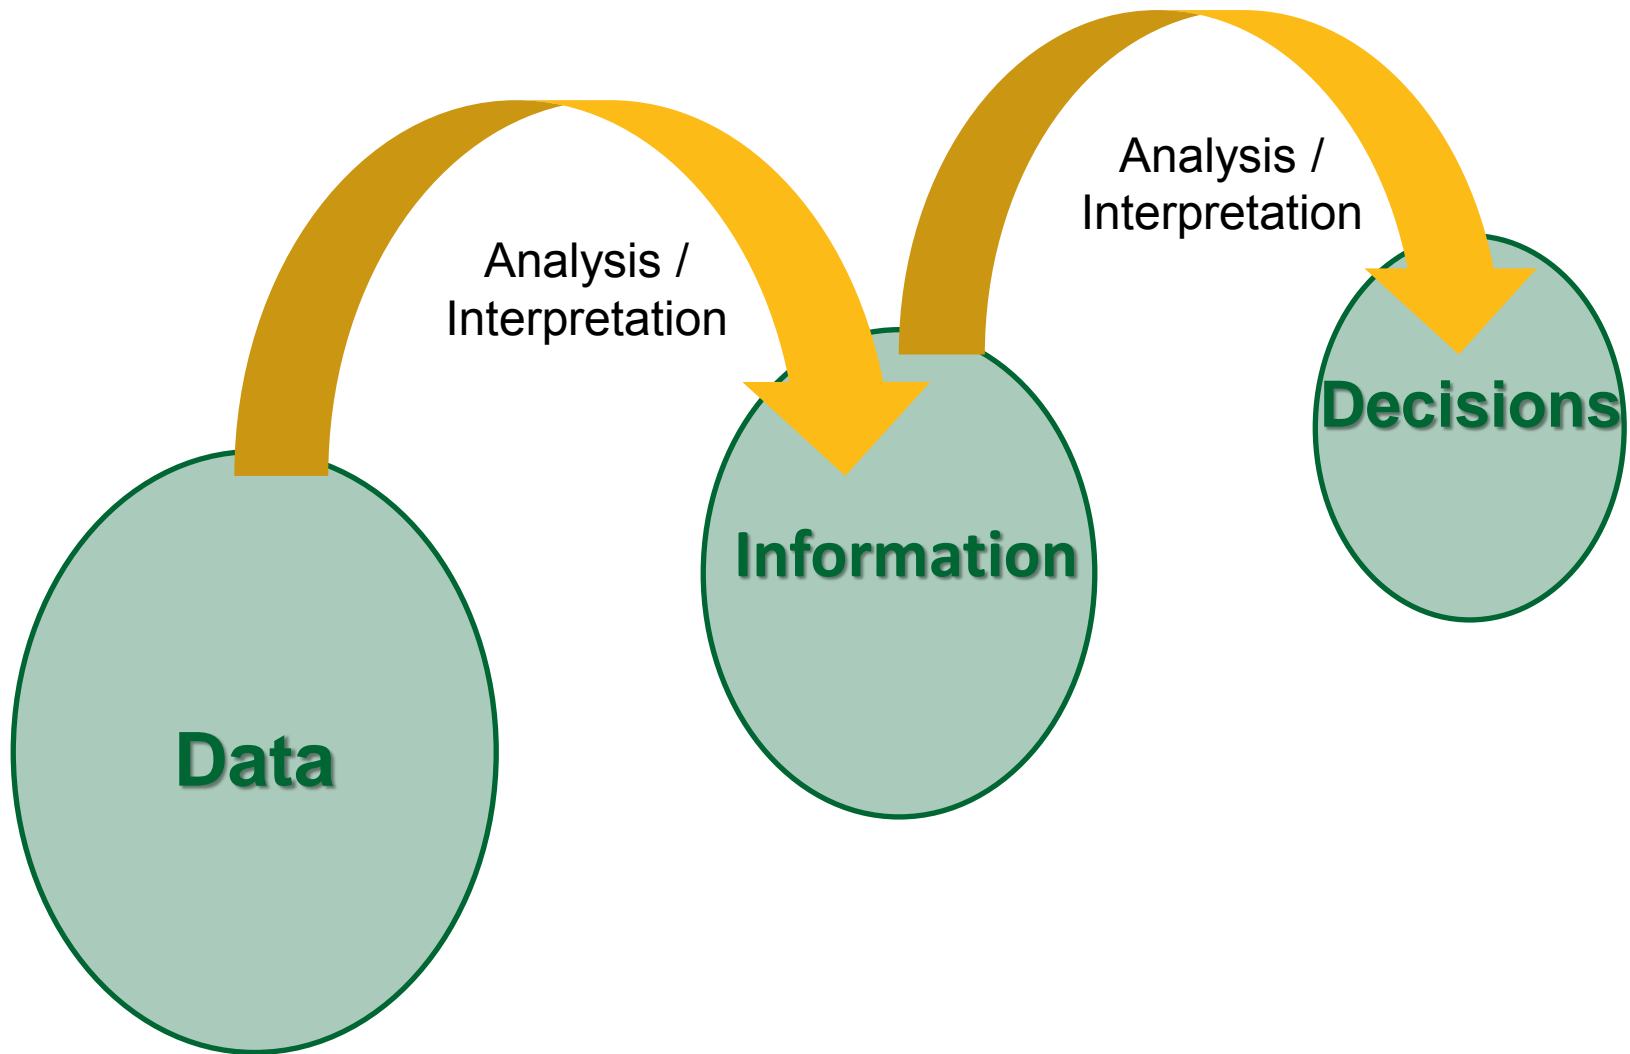 Data
Analysis /
Interpretation
Information
Analysis /
Interpretation
Decisions